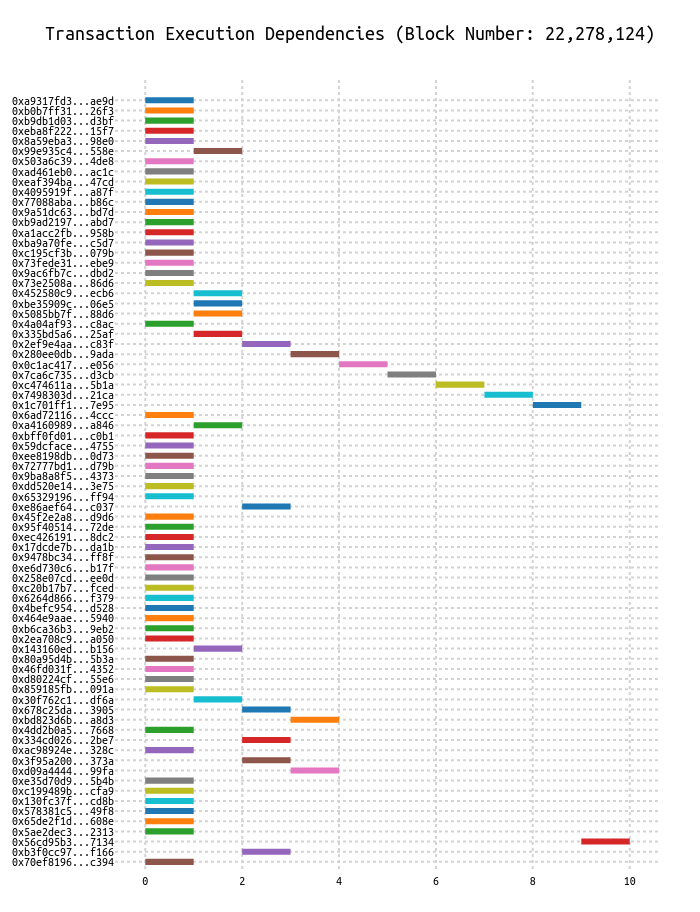 Transaction Execution Dependencies (Block Number: 22,278,124)
0xa9317fd3...ae9d
0xb0b7ff31...26f3
0xb9db1d03...d3bf
0xeba8f222...15f7
0x8a59eba3...98e0
0x99e935c4...558e
0x503a6c39...4de8
0xad461eb0...ac1c
0xeaf394ba...47cd
0x4095919f...a87f
0x77088aba...b86c
0x9a51dc63...bd7d
0xb9ad2197...abd7
0xa1acc2fb...958b
0xba9a70fe...c5d7
0xc195cf3b...079b
0x73fede31...ebe9
0x9ac6fb7c...dbd2
0x73e2508a...86d6
0x452580c9...ecb6
0xbe35909c...06e5
0x5085bb7f...88d6
0x4a04af93...c8ac
0x335bd5a6...25af
0x2ef9e4aa...c83f
0x280ee0db...9ada
0x0c1ac417...e056
0x7ca6c735...d3cb
0xc474611a...5b1a
0x7498303d...21ca
0x1c701ff1...7e95
0x6ad72116...4ccc
0xa4160989...a846
0xbff0fd01...c0b1
0x59dcface...4755
0xee8198db...0d73
0x72777bd1...d79b
0x9ba8a8f5...4373
0xdd520e14...3e75
0x65329196...ff94
0xe86aef64...c037
0x45f2e2a8...d9d6
0x95f40514...72de
0xec426191...8dc2
0x17dcde7b...da1b
0x9478bc34...ff8f
0xe6d730c6...b17f
0x258e07cd...ee0d
0xc20b17b7...fced
0x6264d866...f379
0x4befc954...d528
0x464e9aae...5940
0xb6ca36b3...9eb2
0x2ea708c9...a050
0x143160ed...b156
0x80a95d4b...5b3a
0x46fd031f...4352
0xd80224cf...55e6
0x859185fb...091a
0x30f762c1...df6a
0x678c25da...3905
0xbd823d6b...a8d3
0x4dd2b0a5...7668
0x334cd026...2be7
0xac98924e...328c
0x3f95a200...373a
0xd09a4444...99fa
0xe35d70d9...5b4b
0xc199489b...cfa9
0x130fc37f...cd8b
0x578381c5...49f8
0x65de2f1d...608e
0x5ae2dec3...2313
0x56cd95b3...7134
0xb3f0cc97...f166
0x70ef8196...c394
0 2 4 6 8 10